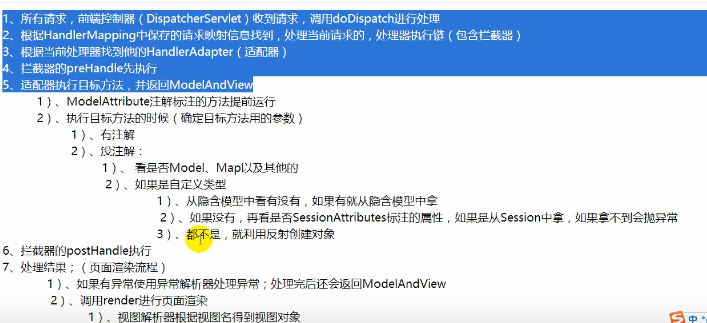 1、所有请求，前端控制器（DispatcherServlet）收到请求，调用doDispatch进行处理
2、根据HandlerMapping中保存的请求映射信息找到，处理当前请求的，处理器执行链（包含拦截器）
3、根据当前处理器找到他的HandlerAdapter（适配器）
4、拦截器的preHandle先执行
5、适配器执行目标方法，并返回ModelAndView
1）、ModelAttribute注解标注的方法提前运行
2）、执行目标方法的时候（确定目标方法用的参数）
1）、有注解
2）、没注解：
1）、 看是否Model、Map以及其他的
2）、如果是自定义类型
1）、从隐含模型中看有没有，如果有就从隐含模型中拿
2）、如果没有，再看是否SessionAttributes标注的属性，如果是从Session中拿，如果拿不到会抛异常
3）、都不是，就利用反射创建对象
6、拦截器的postHandle执行
7、处理结果；（页面渲染流程）
1）、如果有异常使用异常解析器处理异常；处理完后还会返回ModelAndView
2）、调用render进行页面渲染
1）、视图解析器根据视图名得到视图对象
中